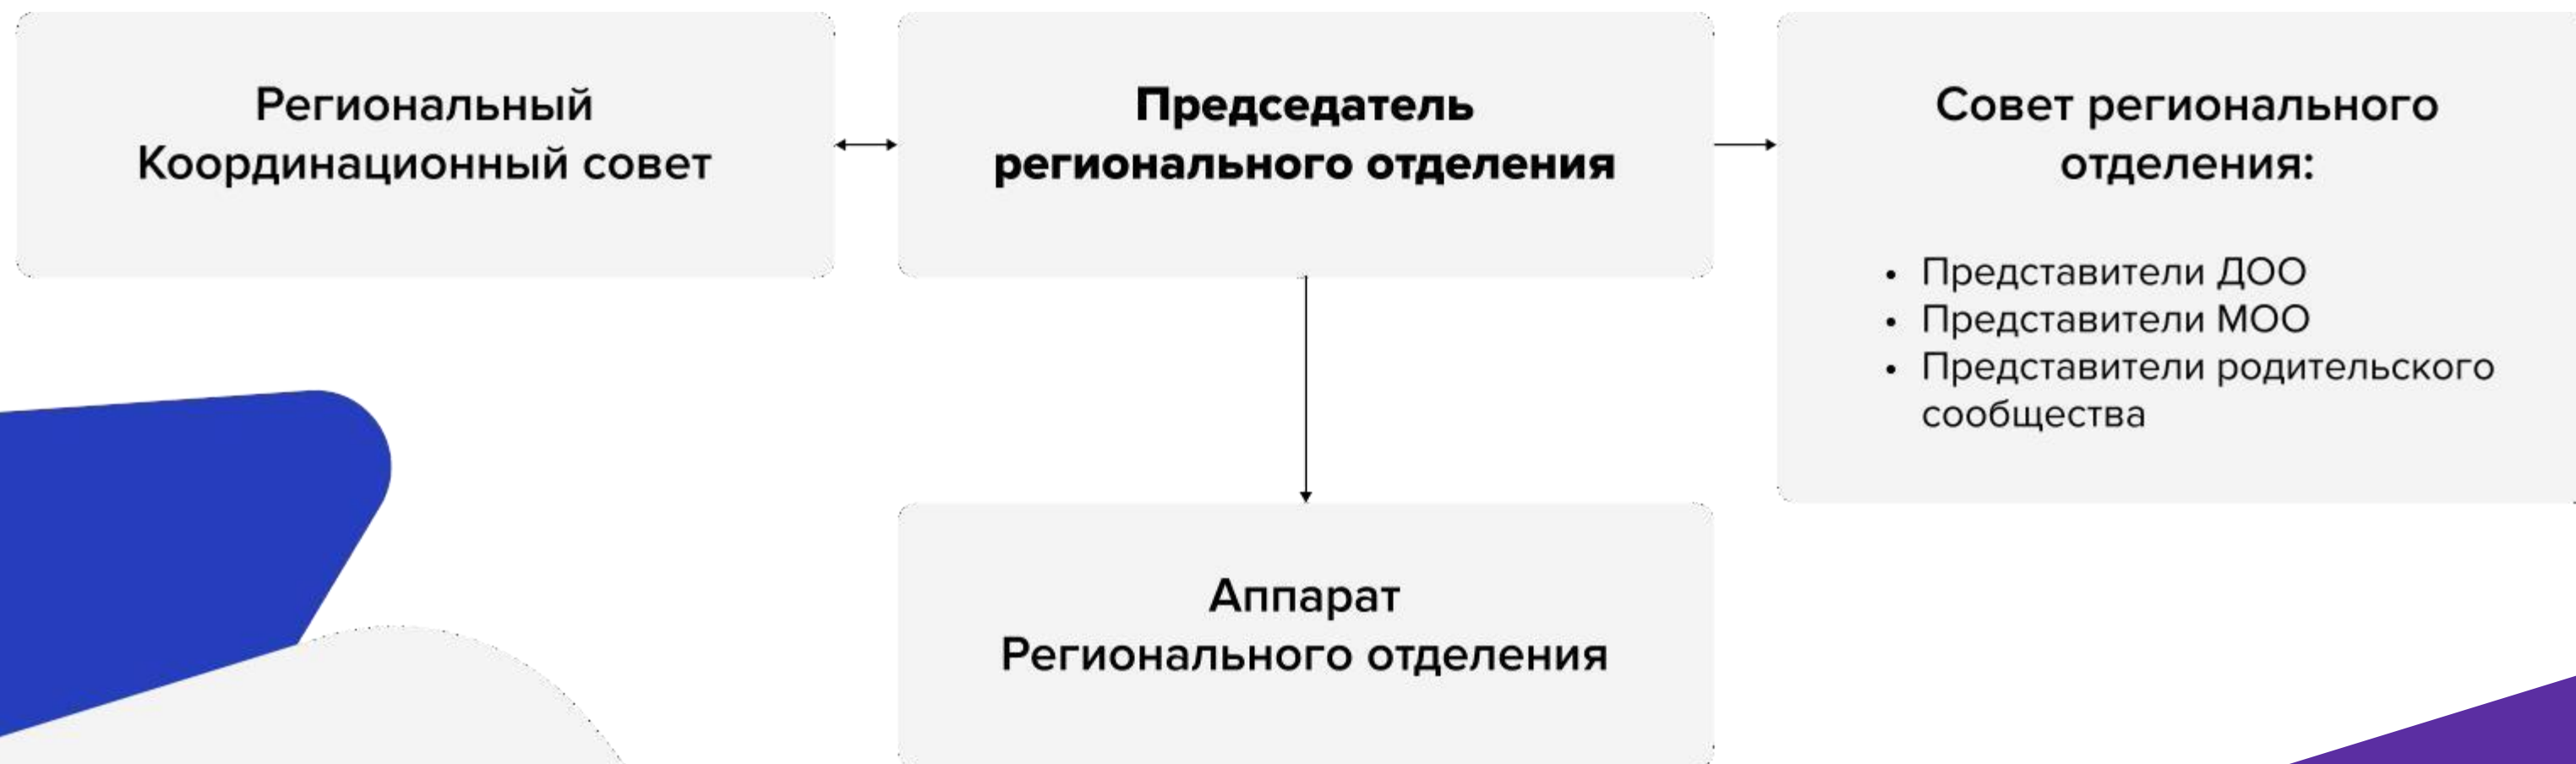 Региональный
Координационный совет
Председатель
регионального отделения
Совет регионального
отделения:
• Представители ДОО
• Представители МОО
• Представители родительского
сообщества
Аппарат
Регионального отделения